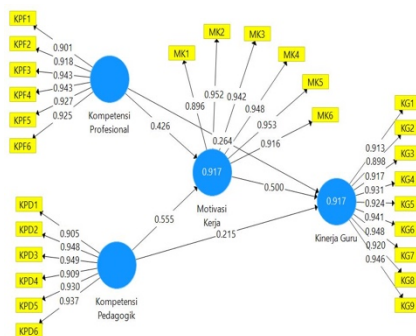 KPF1
KPF2
KPF3
KPF4
KPF5
KPF6
0.901
0.918
0.943
0.943
0.927
0.925
Kompetensi
Profesional
MK1
MK2
MK3
MK4
MK5
MK6
0.896
0.952
0.942
0.948
0.953
0.916
0.426
0.264
0.917
Motivasi
Kerja
0.500
0.555
0.215
KPD1
KPD2
KPD3
KPD4
KPD5
KPD6
0.905
0.948
0.949
0.909
0.930
0.937
Kompetensi
Pedagogik
0.917
Kinerja Guru
KG1
KG2
KG3
KG4
KG5
KG6
KG7
KG8
KG9
0.913
0.898
0.917
0.931
0.924
0.941
0.948
0.920
0.946